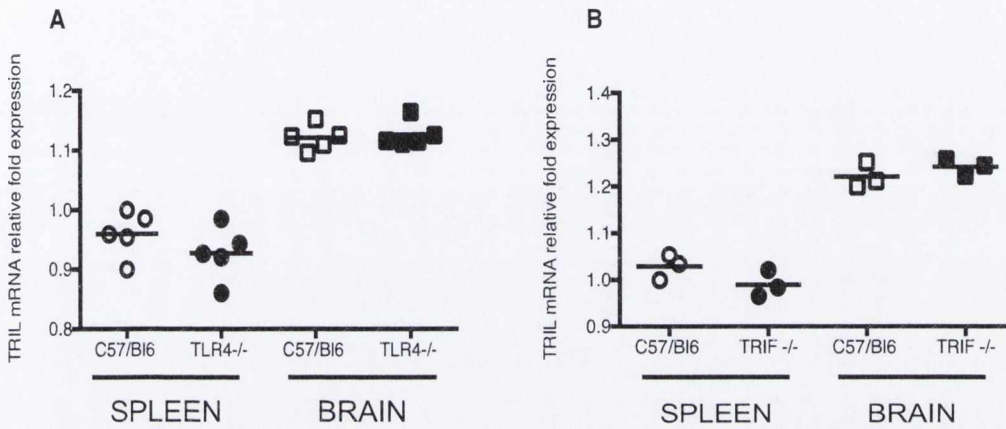 A
TRIL mRNA relative fold expression
1.2
1.1
1.0
0.9
0.8
C57/Bl6 TLR4-/- C57/Bl6 TLR4-/-
SPLEEN BRAIN
B
TRIL mRNA relative fold expression
1.4
1.3
1.2
1.1
1.0
0.9
C57/Bl6 TRIF -/- C57/Bl6 TRIF -/-
SPLEEN BRAIN